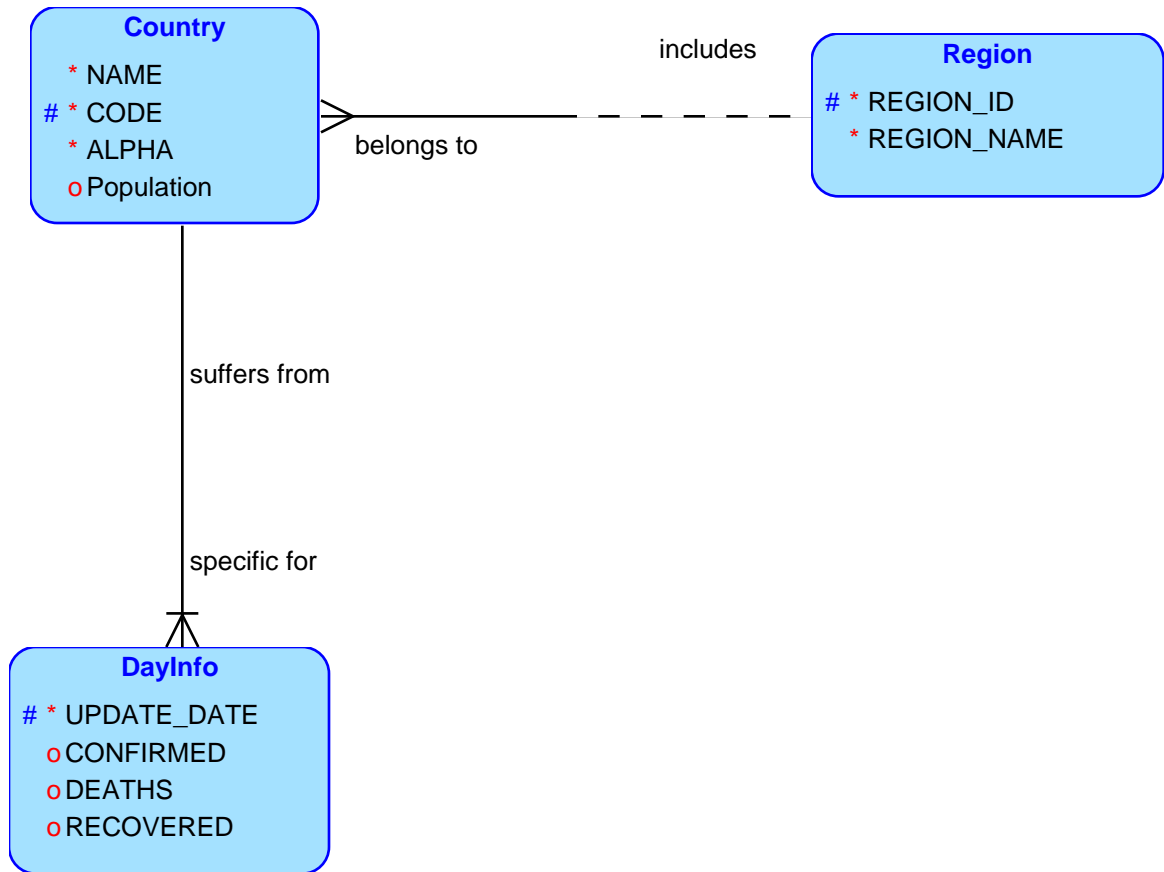 Country
* NAME
# * CODE
* ALPHA
o Population
includes
belongs to
Region
# * REGION_ID
* REGION_NAME
suffers from
specific for
DayInfo
# * UPDATE_DATE
o CONFIRMED
o DEATHS
o RECOVERED